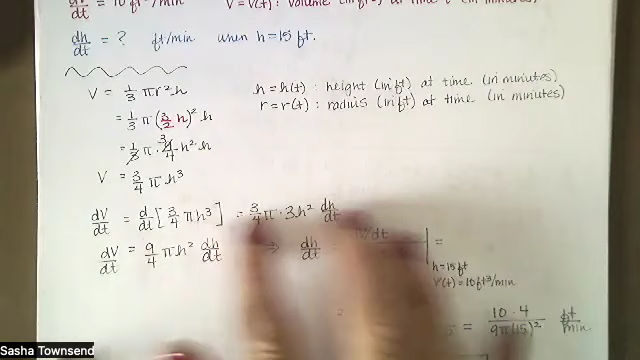 dV/dt = 10 ft³/min V = V(t): volume (in ft³) at time t (in minutes)
dh/dt = ? ft/min when h = 15 ft.
V = 1/3 πr²h
h = h(t): height (in ft) at time (in minutes)
r = r(t): radius (in ft) at time (in minutes)
= 1/3 π(3/2 h)² h
= 1/3 π · 9/4 · h² · h
V = 3/4 πh³
dV/dt = d/dt [3/4 πh³] = 3/4 π · 3h² dh/dt
dV/dt = 9/4 πh² dh/dt ⇒ dh/dt =
h = 15 ft
V'(t) = 10 ft³/min
= 10 · 4 / 9π(15)² ft/min
Sasha Townsend